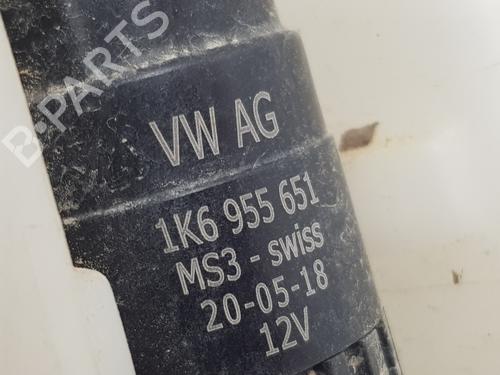 B-PARTS
VW AG
1K6 955 651
MS3 - swiss
20-05-18
12V